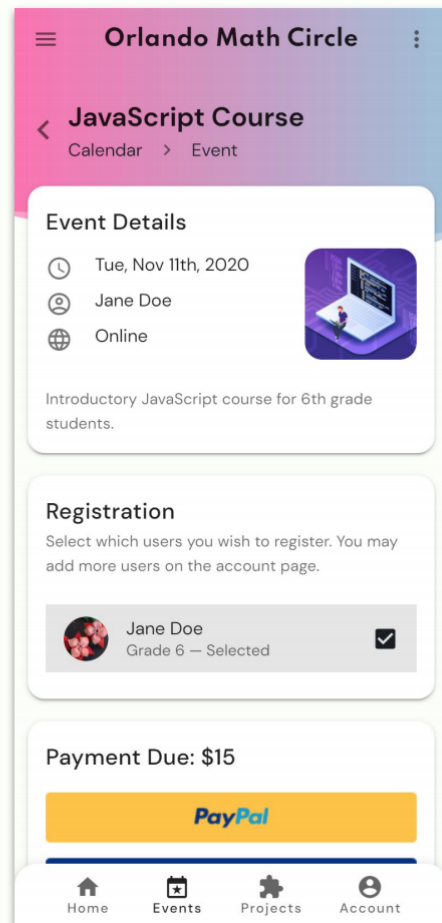 Orlando Math Circle
JavaScript Course
Calendar > Event
Event Details
Tue, Nov 11th, 2020
Jane Doe
Online
Introductory JavaScript course for 6th grade
students.
Registration
Select which users you wish to register. You may
add more users on the account page.
Jane Doe
Grade 6 — Selected
Payment Due: $15
PayPal
Home Events Projects Account